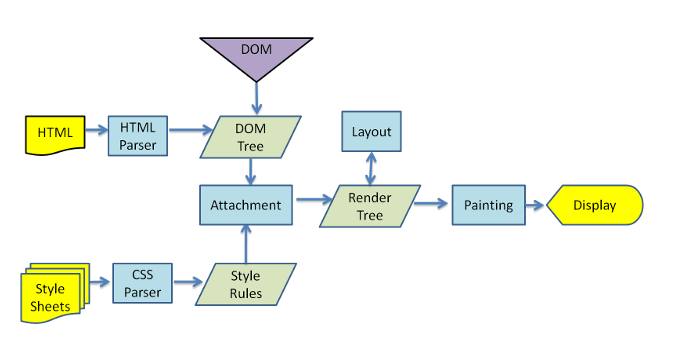 DOM
HTML
HTML
Parser
DOM
Tree
Layout
Attachment
Render
Tree
Painting
Display
Style
Sheets
CSS
Parser
Style
Rules